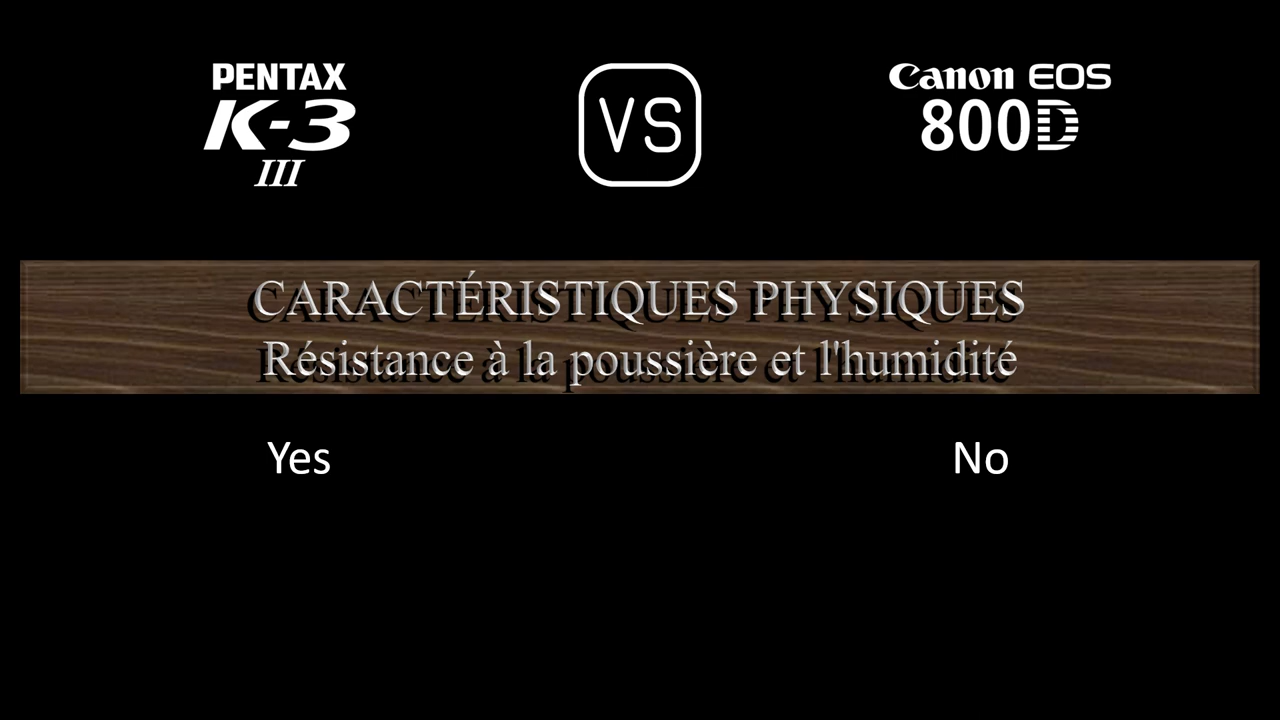 PENTAX
K-3
III
VS
Canon EOS
800D
CARACTÉRISTIQUES PHYSIQUES
Résistance à la poussière et l'humidité
Yes
No